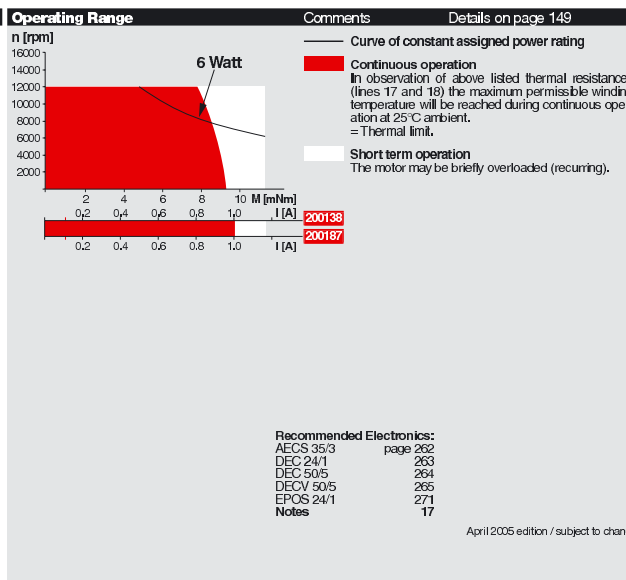 Operating Range Comments Details on page 149
n [rpm]
Curve of constant assigned power rating
16000
14000
12000
10000
8000
6000
4000
2000
6 Watt
2 4 6 8 10 M [mNm]
0.2 0.4 0.6 0.8 1.0 I [A]
200138
200187
0.2 0.4 0.6 0.8 1.0 I [A]
Continuous operation
In observation of above listed thermal resistance
(lines 17 and 18) the maximum permissible windin
temperature will be reached during continuous ope
ation at 25°C ambient.
= Thermal limit.
Short term operation
The motor may be briefly overloaded (recurring).
Recommended Electronics:
AECS 35/3 page 262
DEC 24/1 263
DEC 50/5 264
DECV 50/5 265
EPOS 24/1 271
Notes 17
April 2005 edition / subject to chan